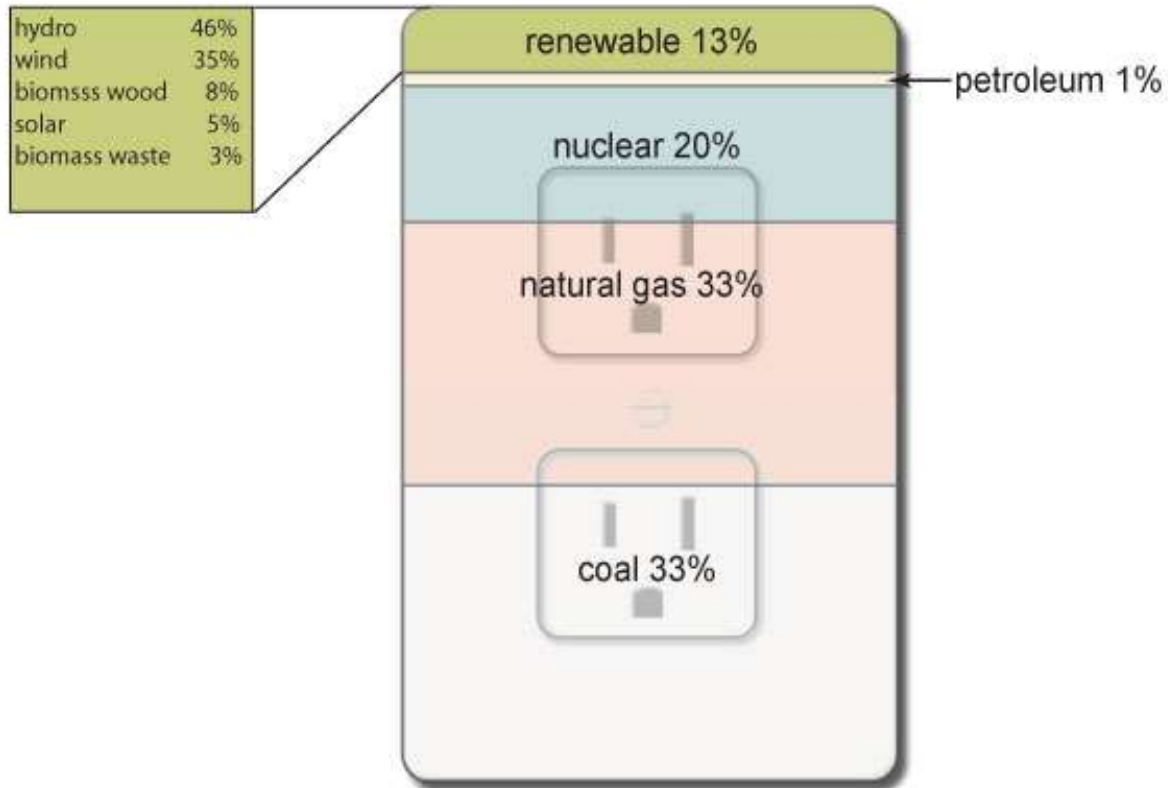 hydro 46%
wind 35%
biomsss wood 8%
solar 5%
biomass waste 3%
renewable 13%
petroleum 1%
nuclear 20%
natural gas 33%
coal 33%